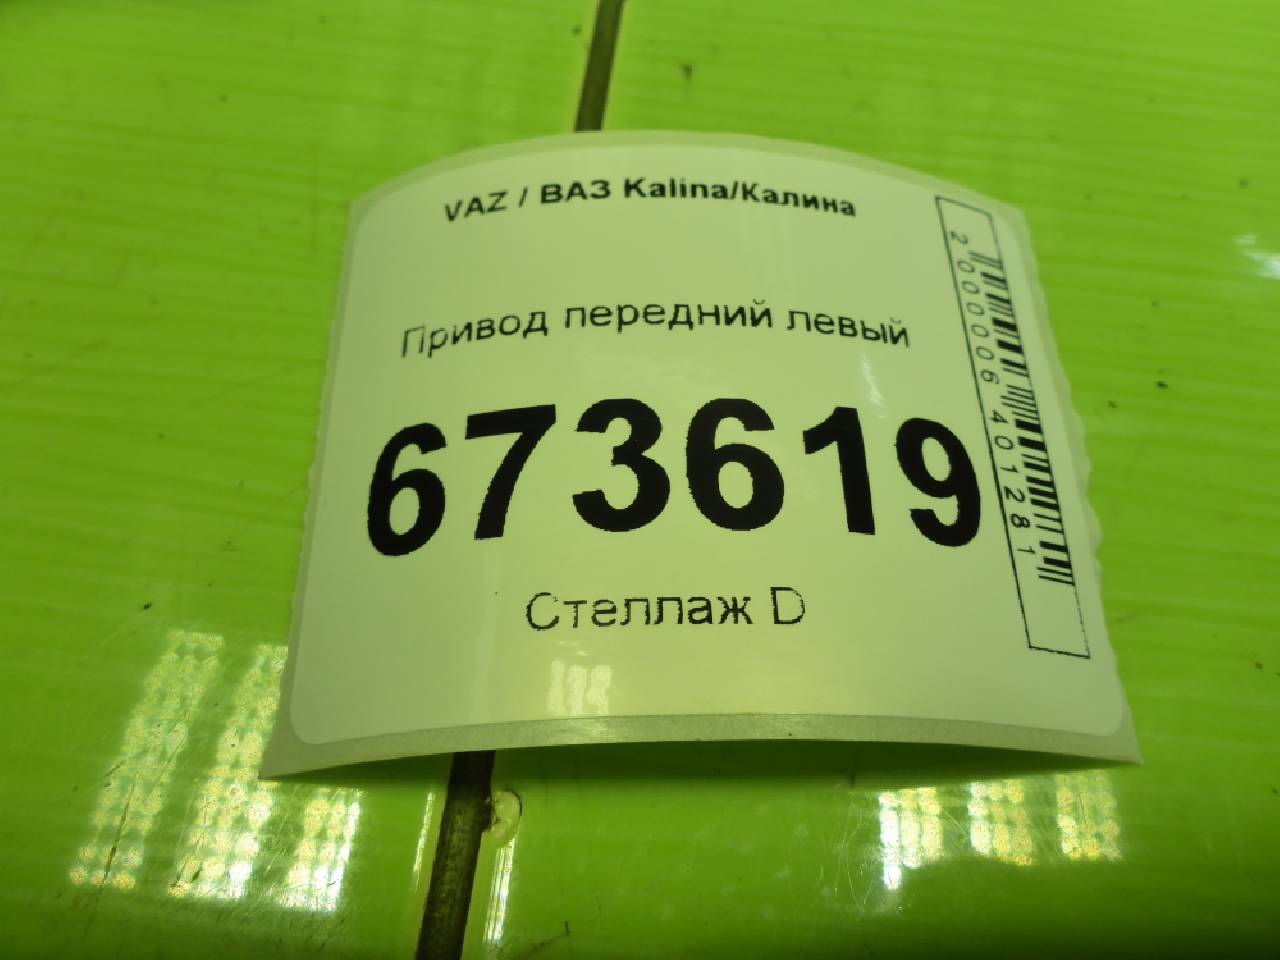 VAZ / ВАЗ Kalina/Калина
Привод передний левый
673619
Стеллаж D
2000006401281